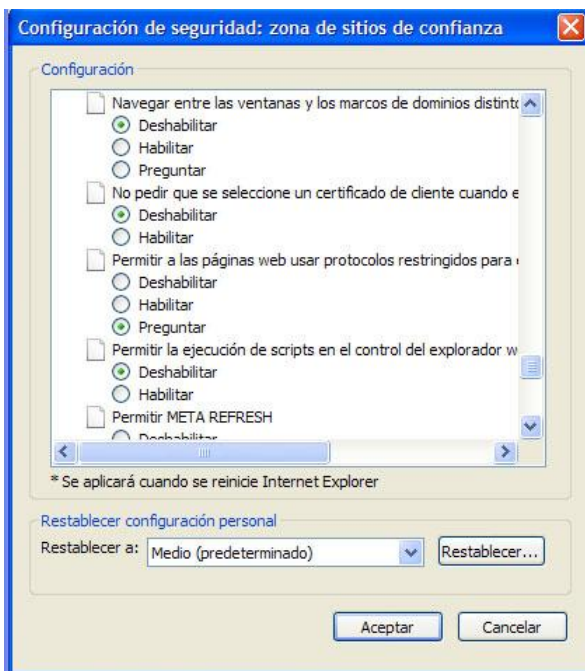 Configuración de seguridad: zona de sitios de confianza
Configuración
Navegar entre las ventanas y los marcos de dominios distinto
Deshabilitar
Habilitar
Preguntar
No pedir que se seleccione un certificado de cliente cuando e
Deshabilitar
Habilitar
Permitir a las páginas web usar protocolos restringidos para
Deshabilitar
Habilitar
Preguntar
Permitir la ejecución de scripts en el control del explorador w
Deshabilitar
Habilitar
Permitir META REFRESH
Deshabilitar
* Se aplicará cuando se reinicie Internet Explorer
Restablecer configuración personal
Restablecer a: Medio (predeterminado) Restablecer...
Aceptar Cancelar